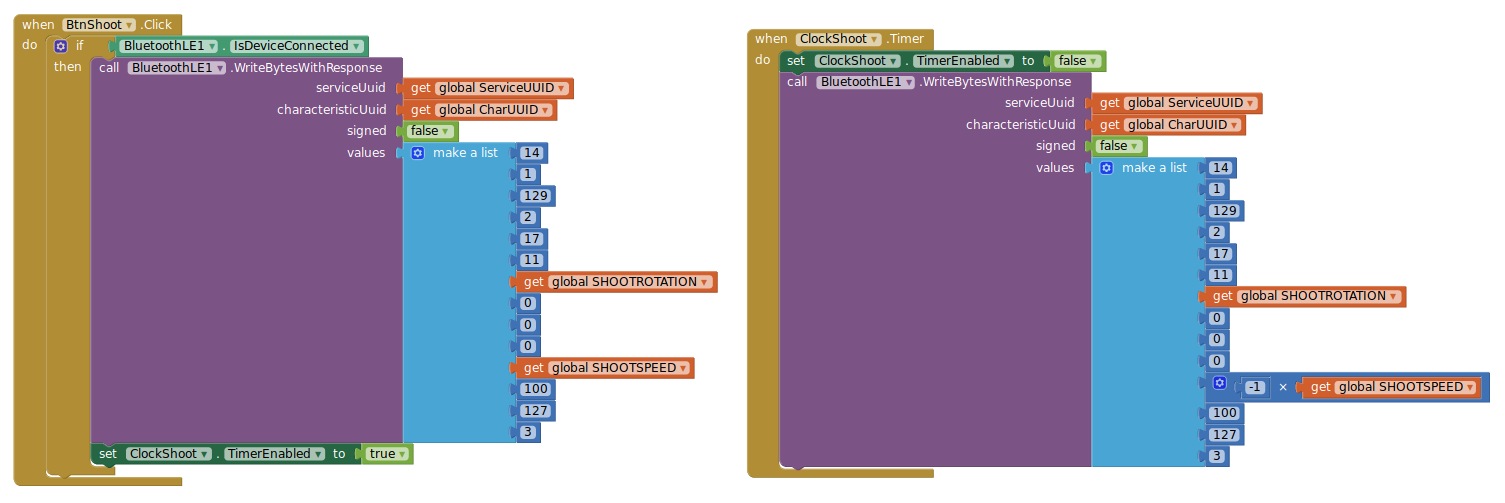 when BtnShoot .Click
do if BluetoothLE1 . IsDeviceConnected
then call BluetoothLE1 .WriteBytesWithResponse
serviceUuid get global ServiceUUID
characteristicUuid get global CharUUID
signed false
values make a list 14
1
129
2
17
11
get global SHOOTROTATION
0
0
0
get global SHOOTSPEED
100
127
3
set ClockShoot . TimerEnabled to true
when ClockShoot .Timer
do set ClockShoot . TimerEnabled to false
call BluetoothLE1 .WriteBytesWithResponse
serviceUuid get global ServiceUUID
characteristicUuid get global CharUUID
signed false
values make a list 14
1
129
2
17
11
get global SHOOTROTATION
0
0
0
-1 × get global SHOOTSPEED
100
127
3